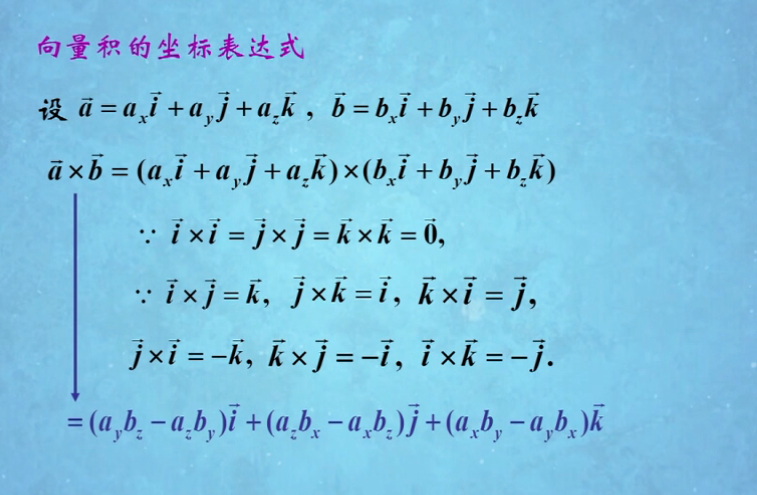 向量积的坐标表达式
设 $\vec{a} = a_x\vec{i} + a_y\vec{j} + a_z\vec{k}$ , $\vec{b} = b_x\vec{i} + b_y\vec{j} + b_z\vec{k}$
$\vec{a} \times \vec{b} = (a_x\vec{i} + a_y\vec{j} + a_z\vec{k}) \times (b_x\vec{i} + b_y\vec{j} + b_z\vec{k})$
$\because \vec{i} \times \vec{i} = \vec{j} \times \vec{j} = \vec{k} \times \vec{k} = \vec{0},$
$\because \vec{i} \times \vec{j} = \vec{k}, \vec{j} \times \vec{k} = \vec{i}, \vec{k} \times \vec{i} = \vec{j},$
$\vec{j} \times \vec{i} = -\vec{k}, \vec{k} \times \vec{j} = -\vec{i}, \vec{i} \times \vec{k} = -\vec{j}.$
$= (a_yb_z - a_zb_y)\vec{i} + (a_zb_x - a_xb_z)\vec{j} + (a_xb_y - a_yb_x)\vec{k}$